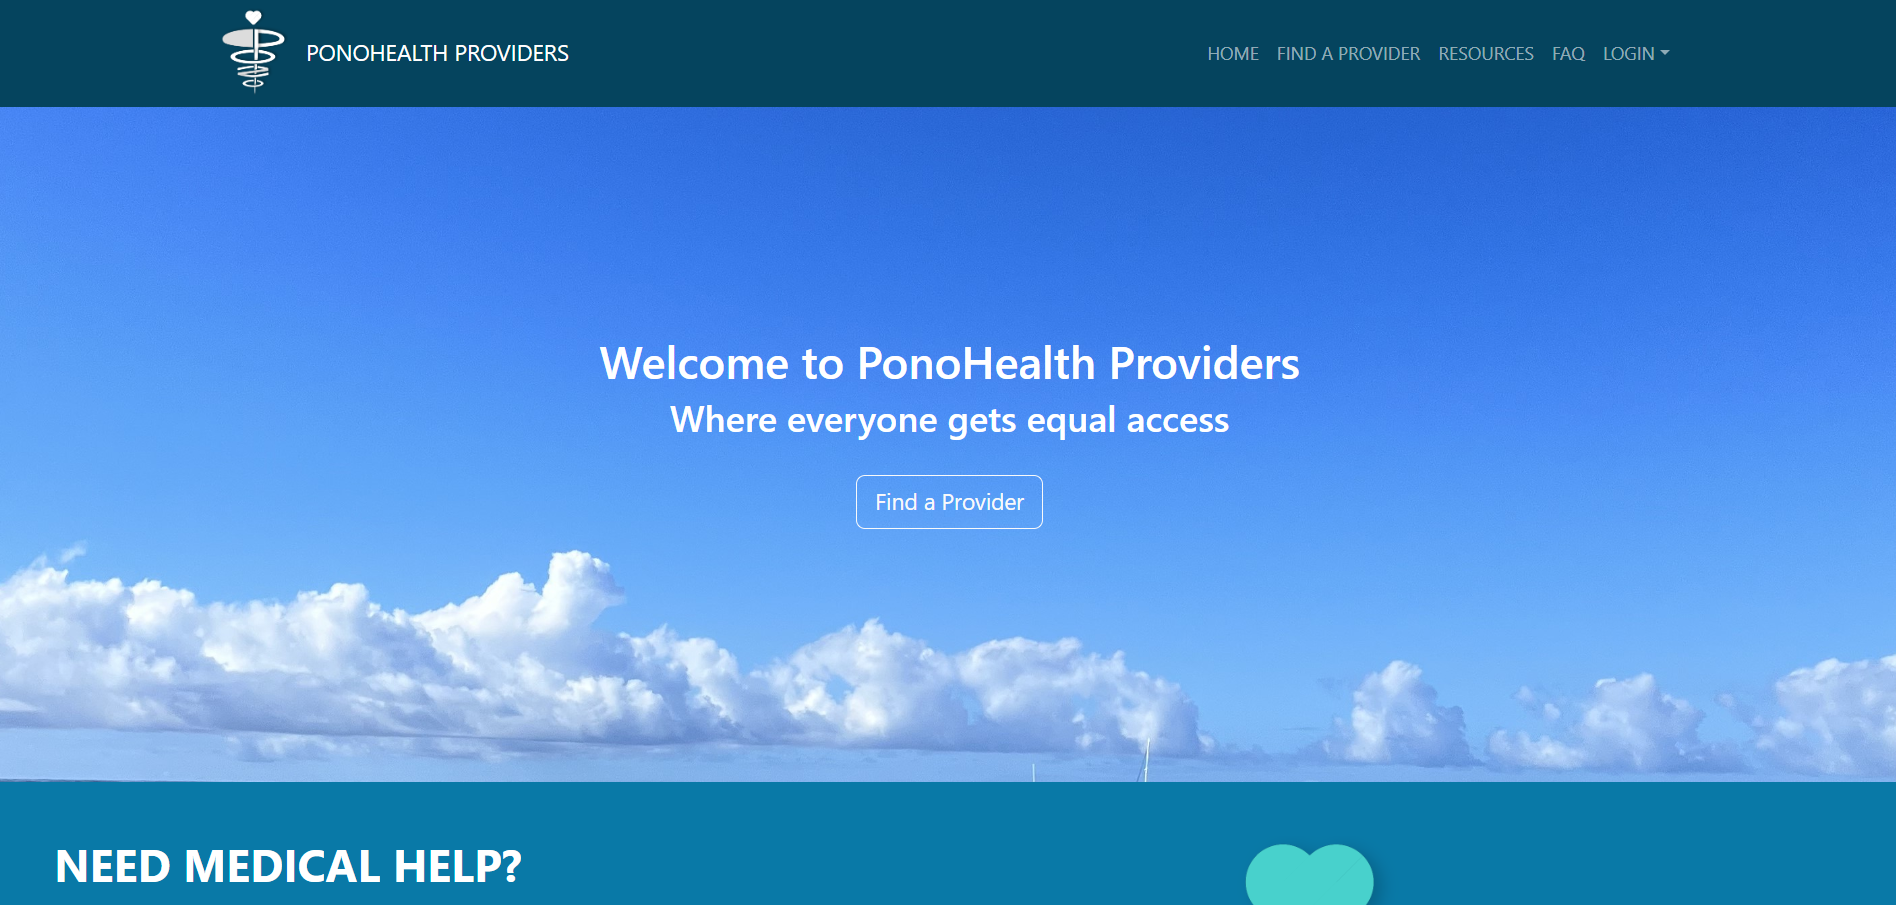 PONOHEALTH PROVIDERS
HOME FIND A PROVIDER RESOURCES FAQ LOGIN
Welcome to PonoHealth Providers
Where everyone gets equal access
Find a Provider
NEED MEDICAL HELP?